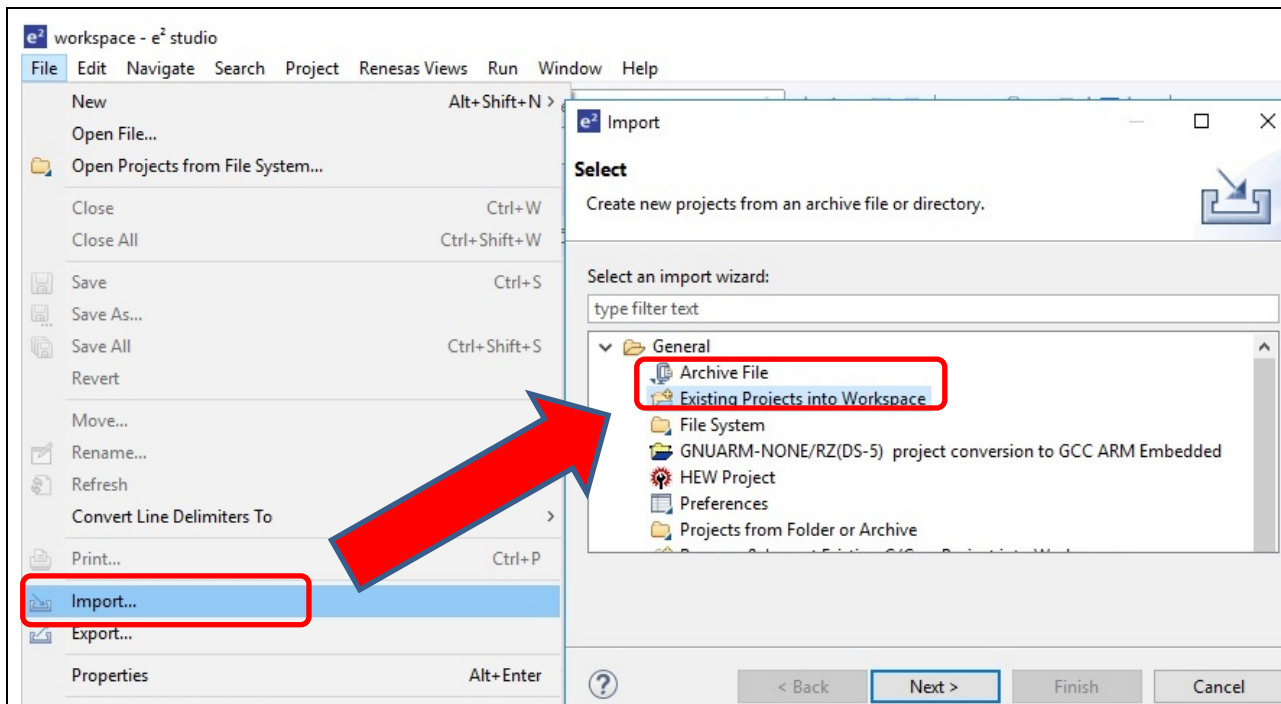 e² workspace - e² studio
File Edit Navigate Search Project Renesas Views Run Window Help
New Alt+Shift+N >
Open File...
Open Projects from File System...
Close Ctrl+W
Close All Ctrl+Shift+W
Save Ctrl+S
Save As...
Save All Ctrl+Shift+S
Revert
Move...
Rename...
Refresh
Convert Line Delimiters To >
Print... Ctrl+P
Import...
Export...
Properties Alt+Enter
e² Import
Select
Create new projects from an archive file or directory.
Select an import wizard:
type filter text
General
Archive File
Existing Projects into Workspace
File System
GNUARM-NONE/RZ(DS-5) project conversion to GCC ARM Embedded
HEW Project
Preferences
Projects from Folder or Archive
? < Back Next > Finish Cancel